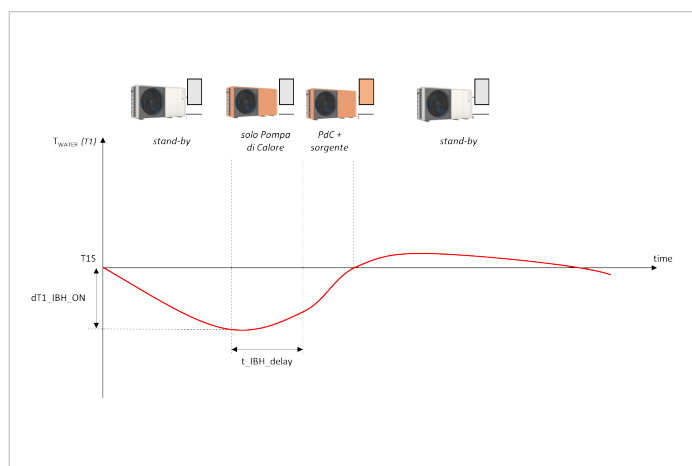 stand-by
solo Pompa
di Calore
PdC +
sorgente
stand-by
TWATER (T1)
T1S
time
dT1_IBH_ON
t_IBH_delay